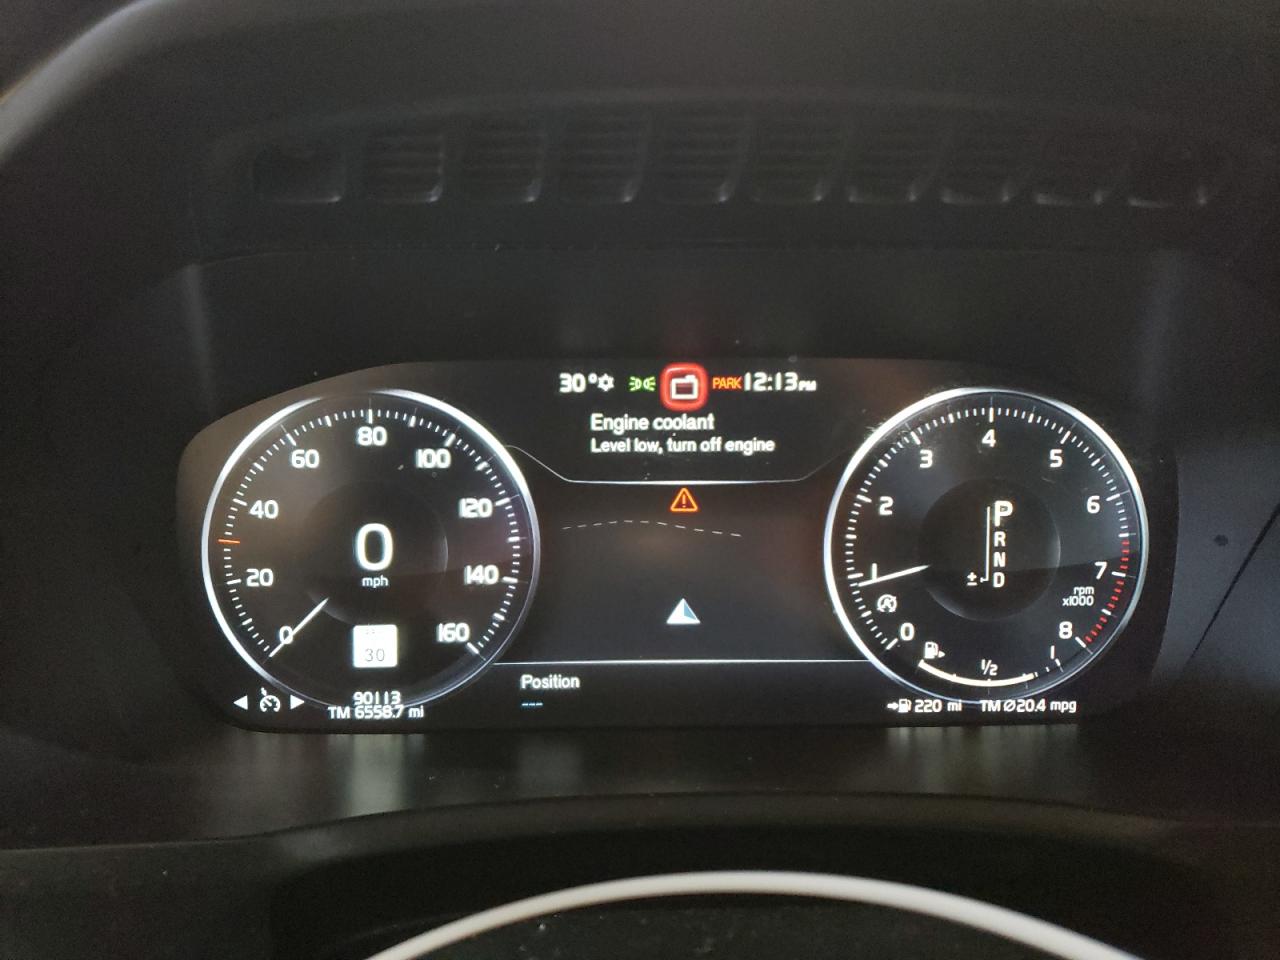 30° PARK 12:13PM
Engine coolant
Level low, turn off engine
0 20 40 60 80 100 120 140 160
0
mph
30
90113
TM 6558.7 mi
Position
---
0 1 2 3 4 5 6 7 8
P
R
N
± D
rpm
x1000
1/2
1
220 mi TM Ø20.4 mpg